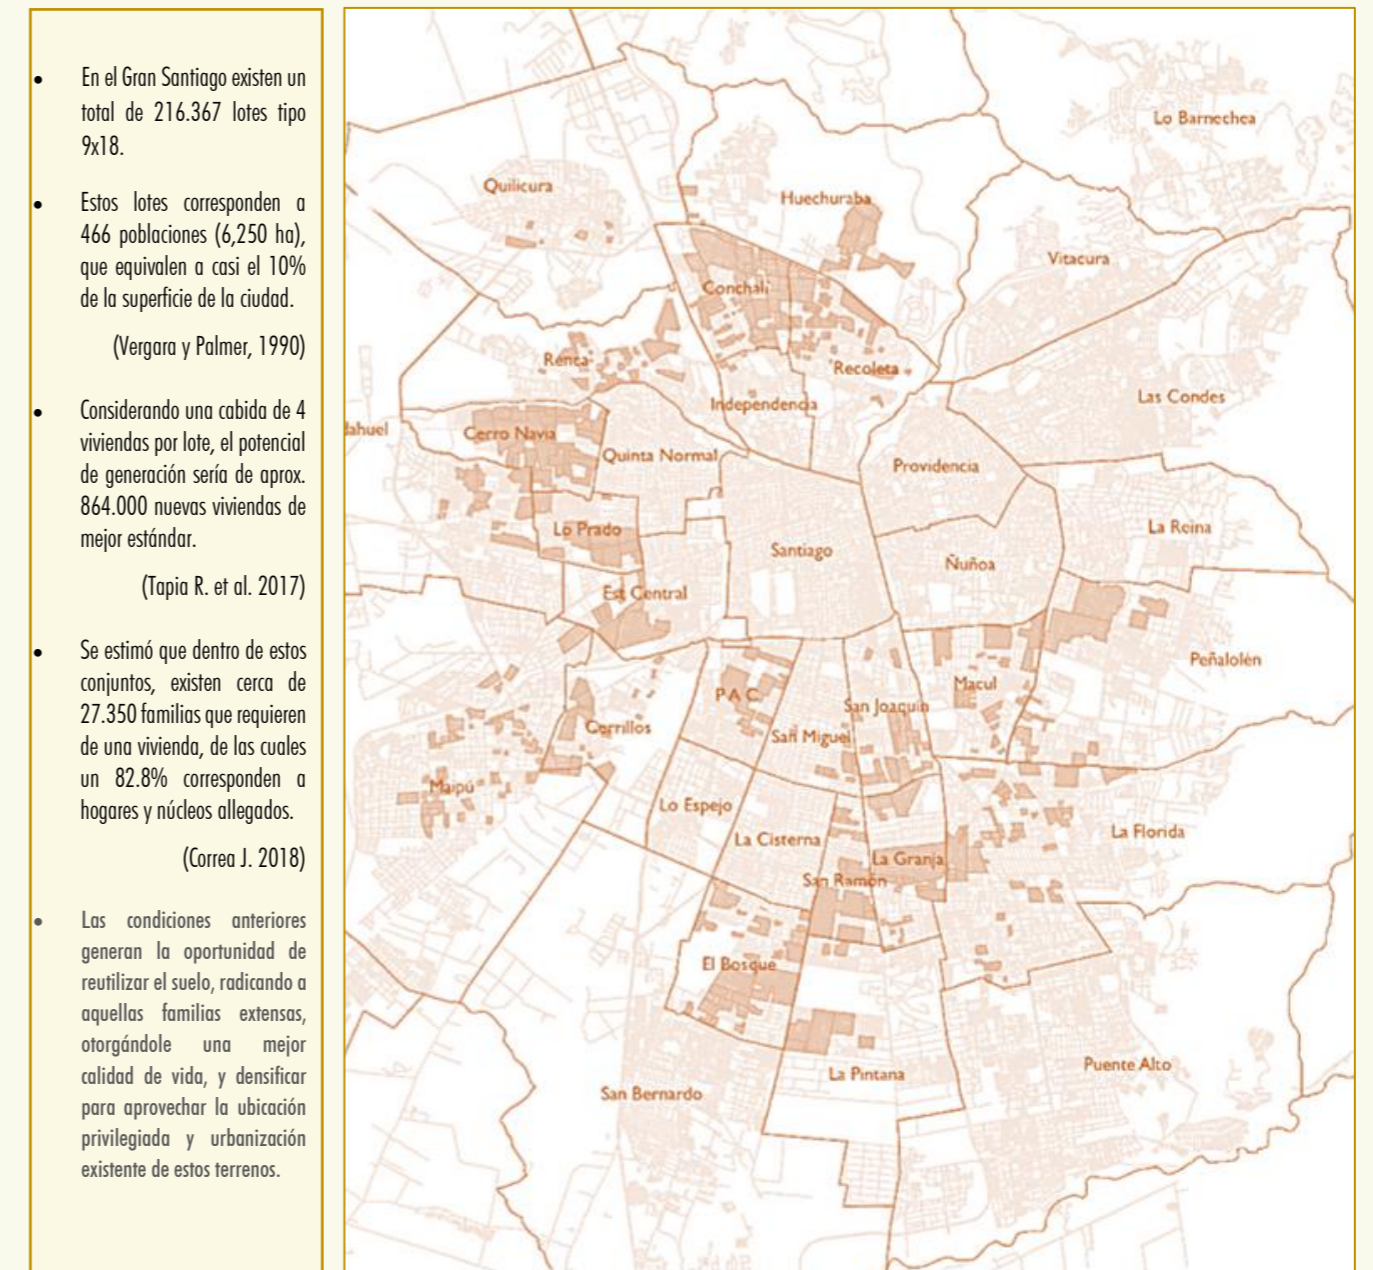 • En el Gran Santiago existen un
total de 216.367 lotes tipo
9x18.
• Estos lotes corresponden a
466 poblaciones (6,250 ha),
que equivalen a casi el 10%
de la superficie de la ciudad.
(Vergara y Palmer, 1990)
• Considerando una cabida de 4
viviendas por lote, el potencial
de generación sería de aprox.
864.000 nuevas viviendas de
mejor estándar.
(Tapia R. et al. 2017)
• Se estimó que dentro de estos
conjuntos, existen cerca de
27.350 familias que requieren
de una vivienda, de las cuales
un 82.8% corresponden a
hogares y núcleos allegados.
(Correa J. 2018)
• Las condiciones anteriores
generan la oportunidad de
reutilizar el suelo, radicando a
aquellas familias extensas,
otorgándole una mejor
calidad de vida, y densificar
para aprovechar la ubicación
privilegiada y urbanización
existente de estos terrenos.
Lo Barnechea
Quilicura
Huechuraba
Vitacura
Conchalí
Renca
Recoleta
Las Condes
Independencia
dahuel
Cerro Navia
Quinta Normal
Providencia
Lo Prado
La Reina
Santiago
Ñuñoa
Est Central
Peñalolén
P A C
Macul
San Joaquín
Cerrillos
San Miguel
Maipú
Lo Espejo
La Cisterna
La Florida
La Granja
San Ramón
El Bosque
La Pintana
Puente Alto
San Bernardo